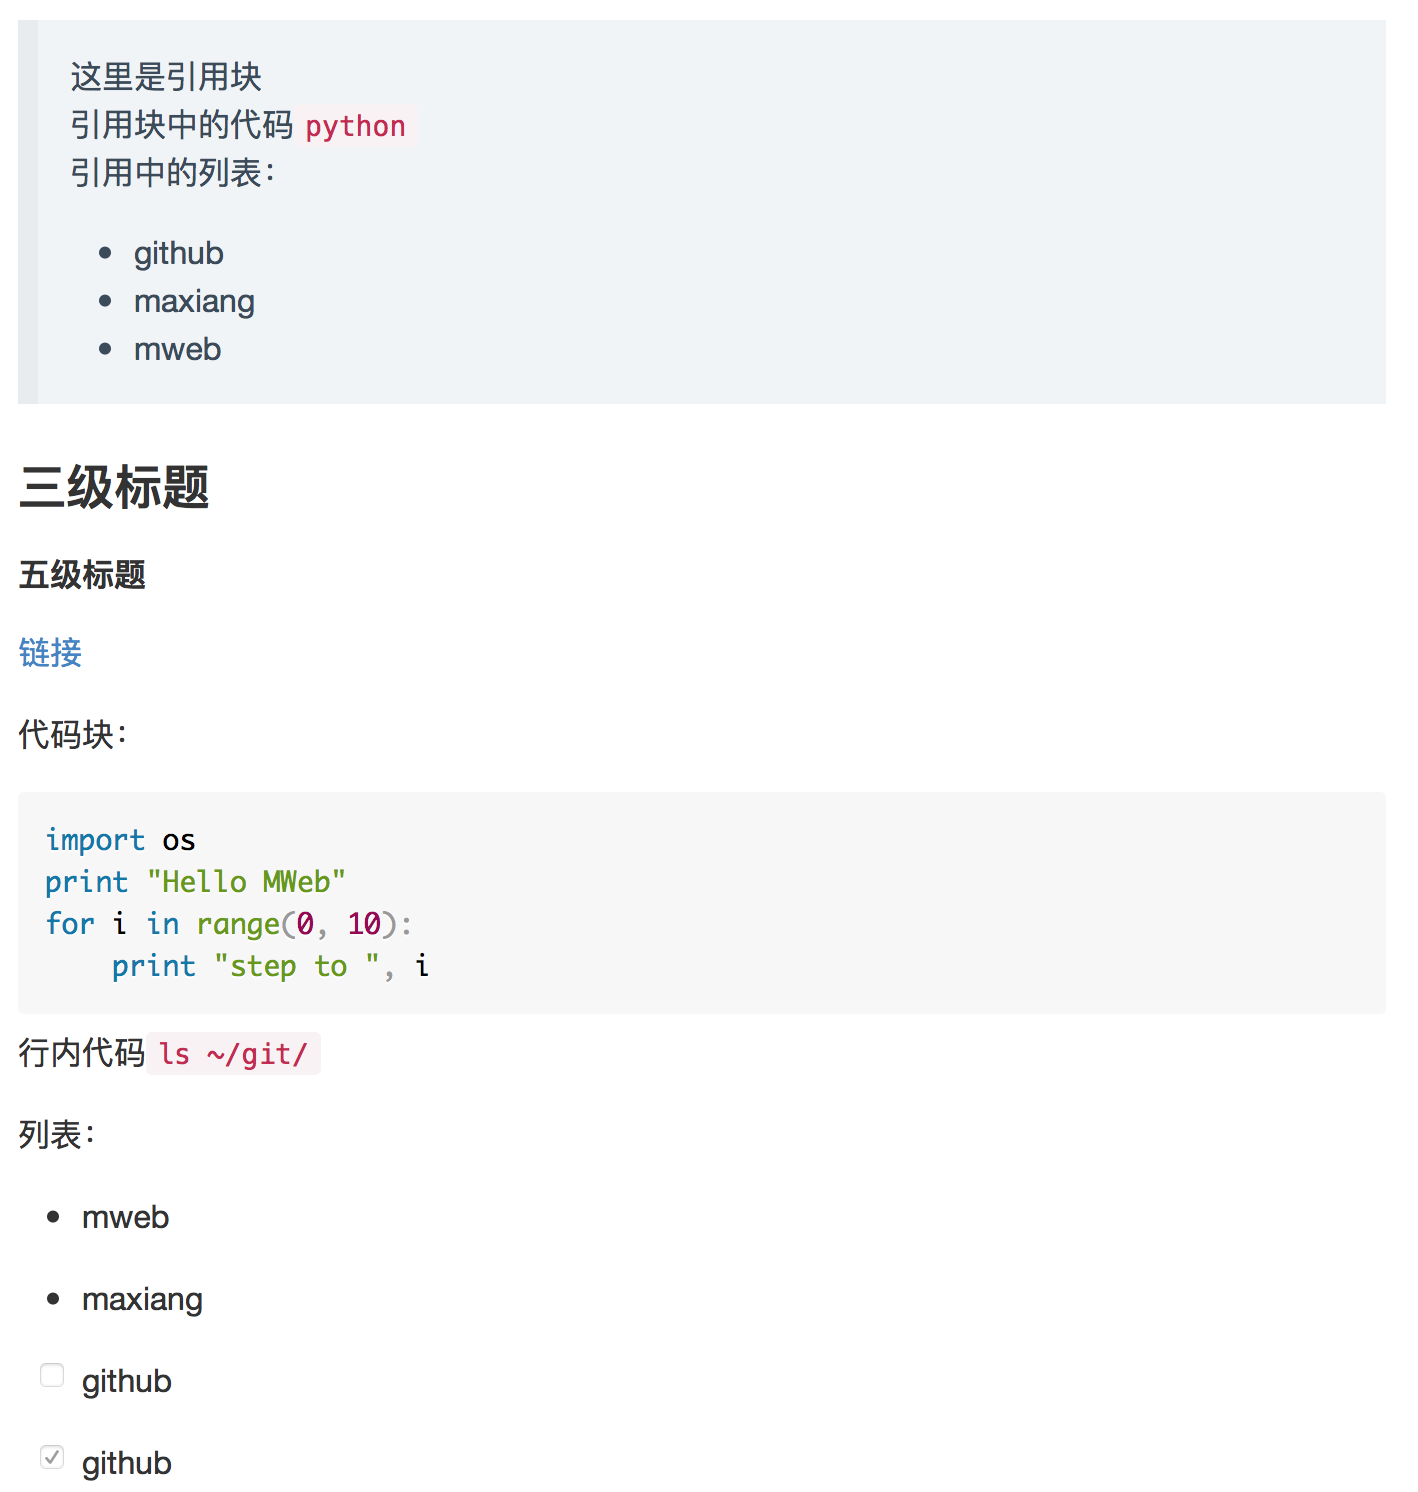 这里是引用块
引用块中的代码 python
引用中的列表：
• github
• maxiang
• mweb
三级标题
五级标题
链接
代码块：
import os
print "Hello MWeb"
for i in range(0, 10):
    print "step to ", i
行内代码 ls ~/git/
列表：
• mweb
• maxiang
github
github